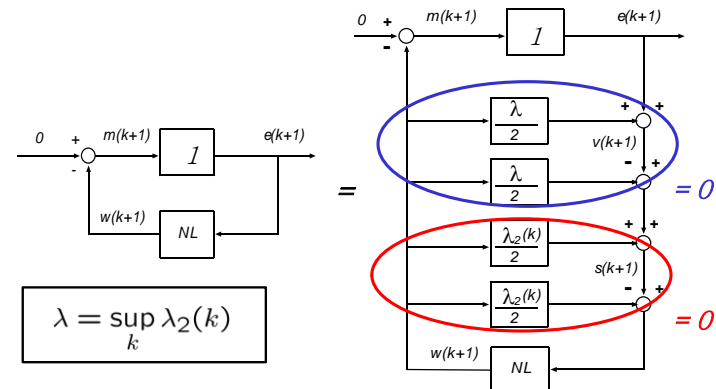 0
+
-
m(k+1)
1
e(k+1)
w(k+1)
NL
λ = sup λ₂(k)
k
=
0
+
-
m(k+1)
1
e(k+1)
λ
2
+ +
v(k+1)
λ
2
- +
= 0
λ₂(k)
2
+ +
s(k+1)
λ₂(k)
2
- +
= 0
w(k+1)
NL